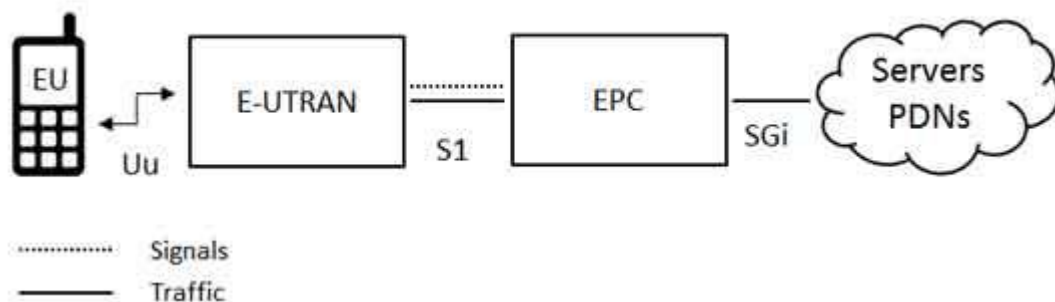 EU
Uu
E-UTRAN
S1
EPC
SGi
Servers
PDNs
Signals
Traffic